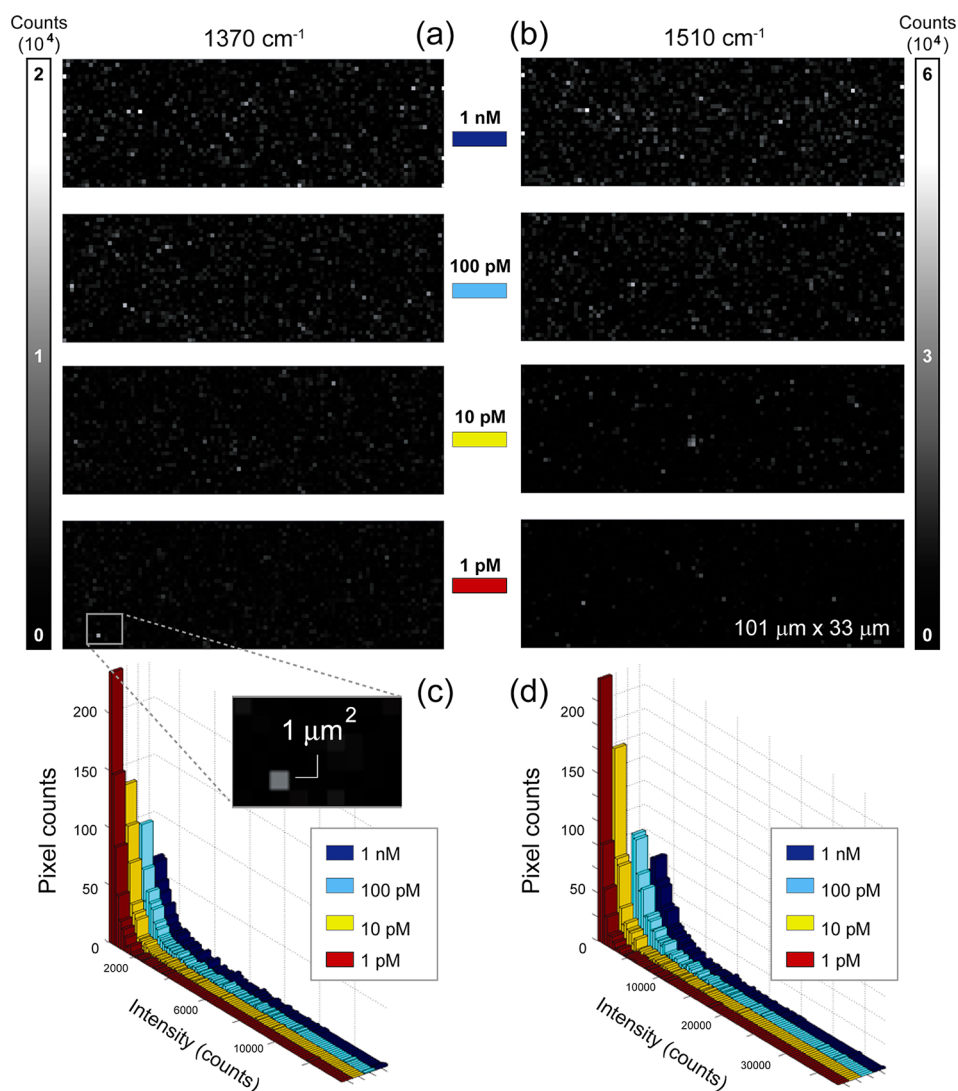 Counts
(10⁴)
1370 cm⁻¹
(a)
(b)
1510 cm⁻¹
Counts
(10⁴)
2
1
0
6
3
0
1 nM
100 pM
10 pM
1 pM
101 μm x 33 μm
(c)
1 μm²
Pixel counts
200
150
100
50
0
2000
6000
10000
Intensity (counts)
1 nM
100 pM
10 pM
1 pM
(d)
Pixel counts
200
150
100
50
0
10000
20000
30000
Intensity (counts)
1 nM
100 pM
10 pM
1 pM